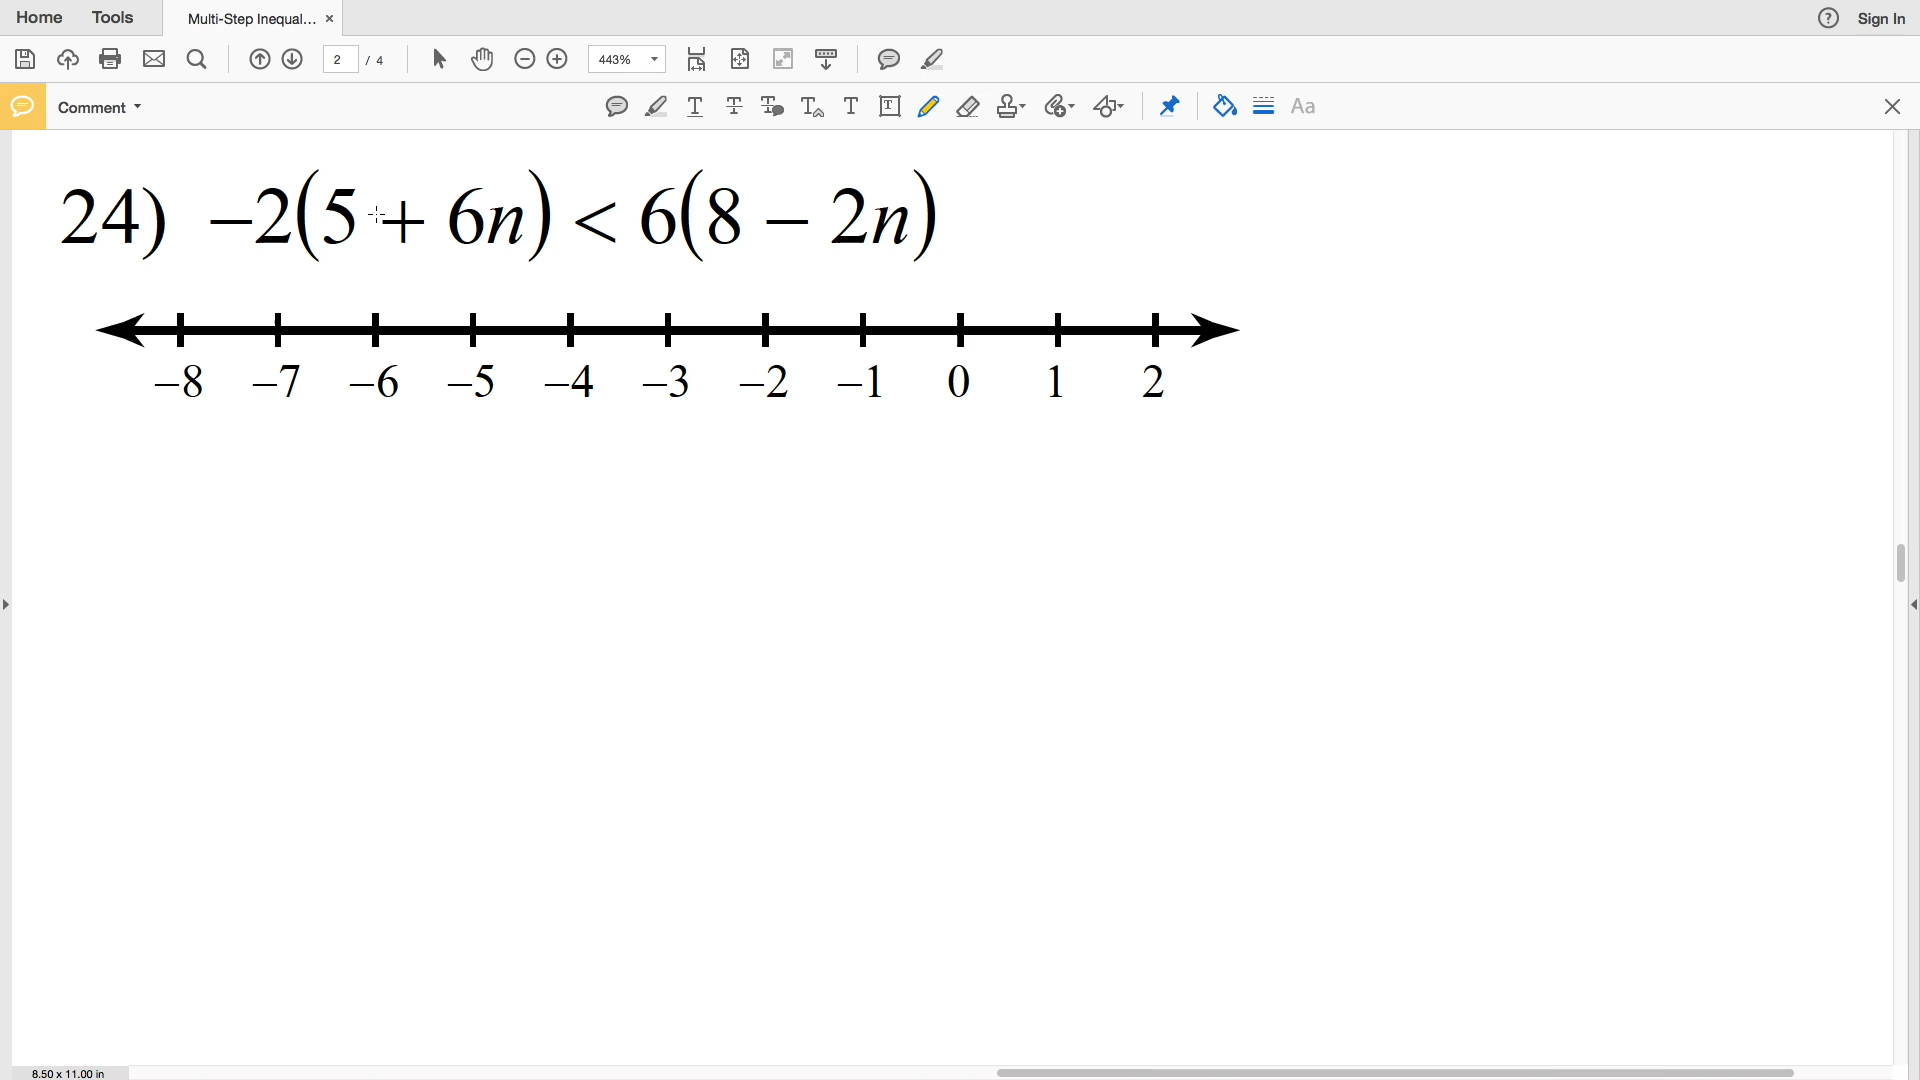 Home Tools Multi-Step Inequal... × ? Sign In
2 / 4 443%
Comment T T T T T T Aa
24) −2(5 + 6n) < 6(8 − 2n)
−8 −7 −6 −5 −4 −3 −2 −1 0 1 2
8.50 x 11.00 in